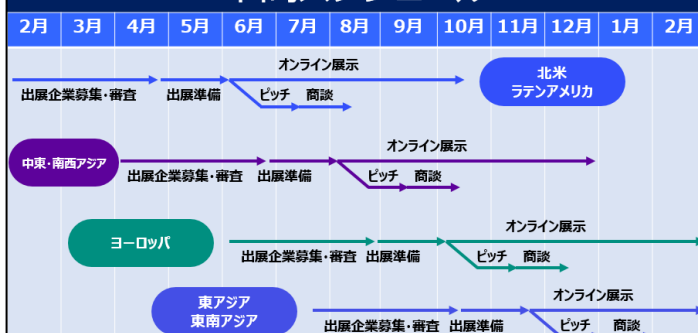 2月 3月 4月 5月 6月 7月 8月 9月 10月 11月 12月 1月 2月
オンライン展示
出展企業募集・審査 出展準備 ピッチ 商談
北米
ラテンアメリカ
中東・南西アジア
オンライン展示
出展企業募集・審査 出展準備 ピッチ 商談
ヨーロッパ
オンライン展示
出展企業募集・審査 出展準備 ピッチ 商談
東アジア
東南アジア
オンライン展示
出展企業募集・審査 出展準備 ピッチ 商談